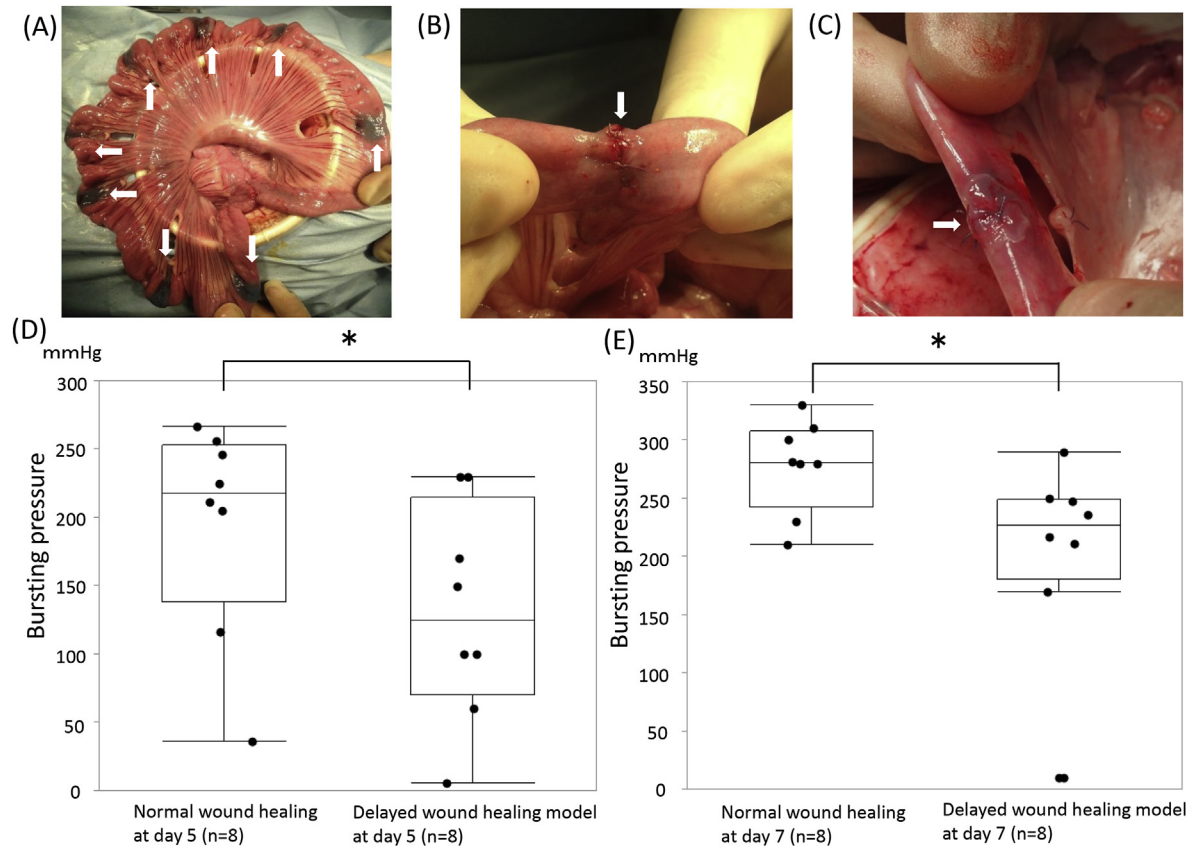 (A)
(B)
(C)
(D)
mmHg
*
300
250
200
150
100
50
0
Bursting pressure
Normal wound healing
at day 5 (n=8)
Delayed wound healing model
at day 5 (n=8)
(E)
mmHg
*
350
300
250
200
150
100
50
0
Bursting pressure
Normal wound healing
at day 7 (n=8)
Delayed wound healing model
at day 7 (n=8)